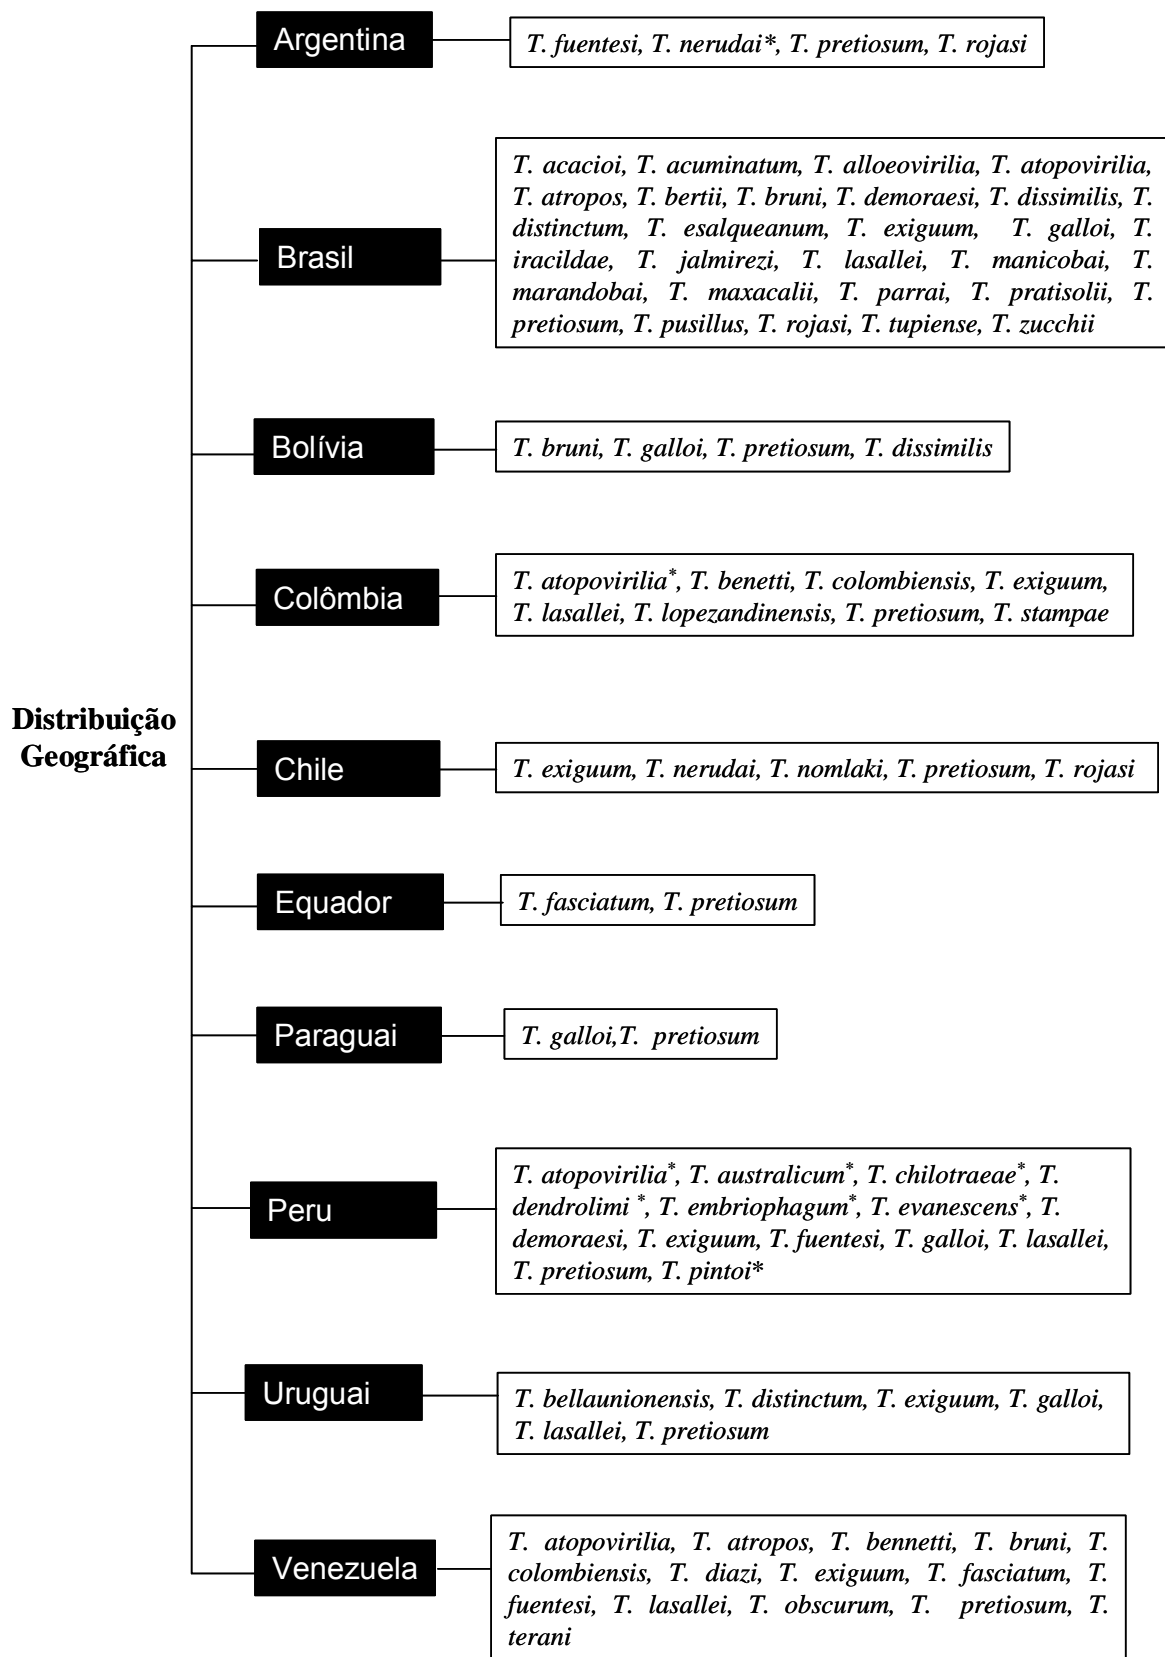 Argentina
T. fuentesi, T. nerudai*, T. pretiosum, T. rojasi
Brasil
T. acacioi, T. acuminatum, T. alloeovirilia, T. atopovirilia,
T. atropos, T. bertii, T. bruni, T. demoraesi, T. dissimilis, T.
distinctum, T. esalqueanum, T. exiguum, T. galloi, T.
iracildae, T. jalmirezi, T. lasallei, T. manicobai, T.
marandobai, T. maxacalii, T. parrai, T. pratisolii, T.
pretiosum, T. pusillus, T. rojasi, T. tupiense, T. zucchii
Bolívia
T. bruni, T. galloi, T. pretiosum, T. dissimilis
Colômbia
T. atopovirilia*, T. benetti, T. colombiensis, T. exiguum,
T. lasallei, T. lopezandinensis, T. pretiosum, T. stampae
Distribuição
Geográfica
Chile
T. exiguum, T. nerudai, T. nomlaki, T. pretiosum, T. rojasi
Equador
T. fasciatum, T. pretiosum
Paraguai
T. galloi,T. pretiosum
Peru
T. atopovirilia*, T. australicum*, T. chilotraeae*, T.
dendrolimi *, T. embriophagum*, T. evanescens*, T.
demoraesi, T. exiguum, T. fuentesi, T. galloi, T. lasallei,
T. pretiosum, T. pintoi*
Uruguai
T. bellaunionensis, T. distinctum, T. exiguum, T. galloi,
T. lasallei, T. pretiosum
Venezuela
T. atopovirilia, T. atropos, T. bennetti, T. bruni, T.
colombiensis, T. diazi, T. exiguum, T. fasciatum, T.
fuentesi, T. lasallei, T. obscurum, T. pretiosum, T.
terani